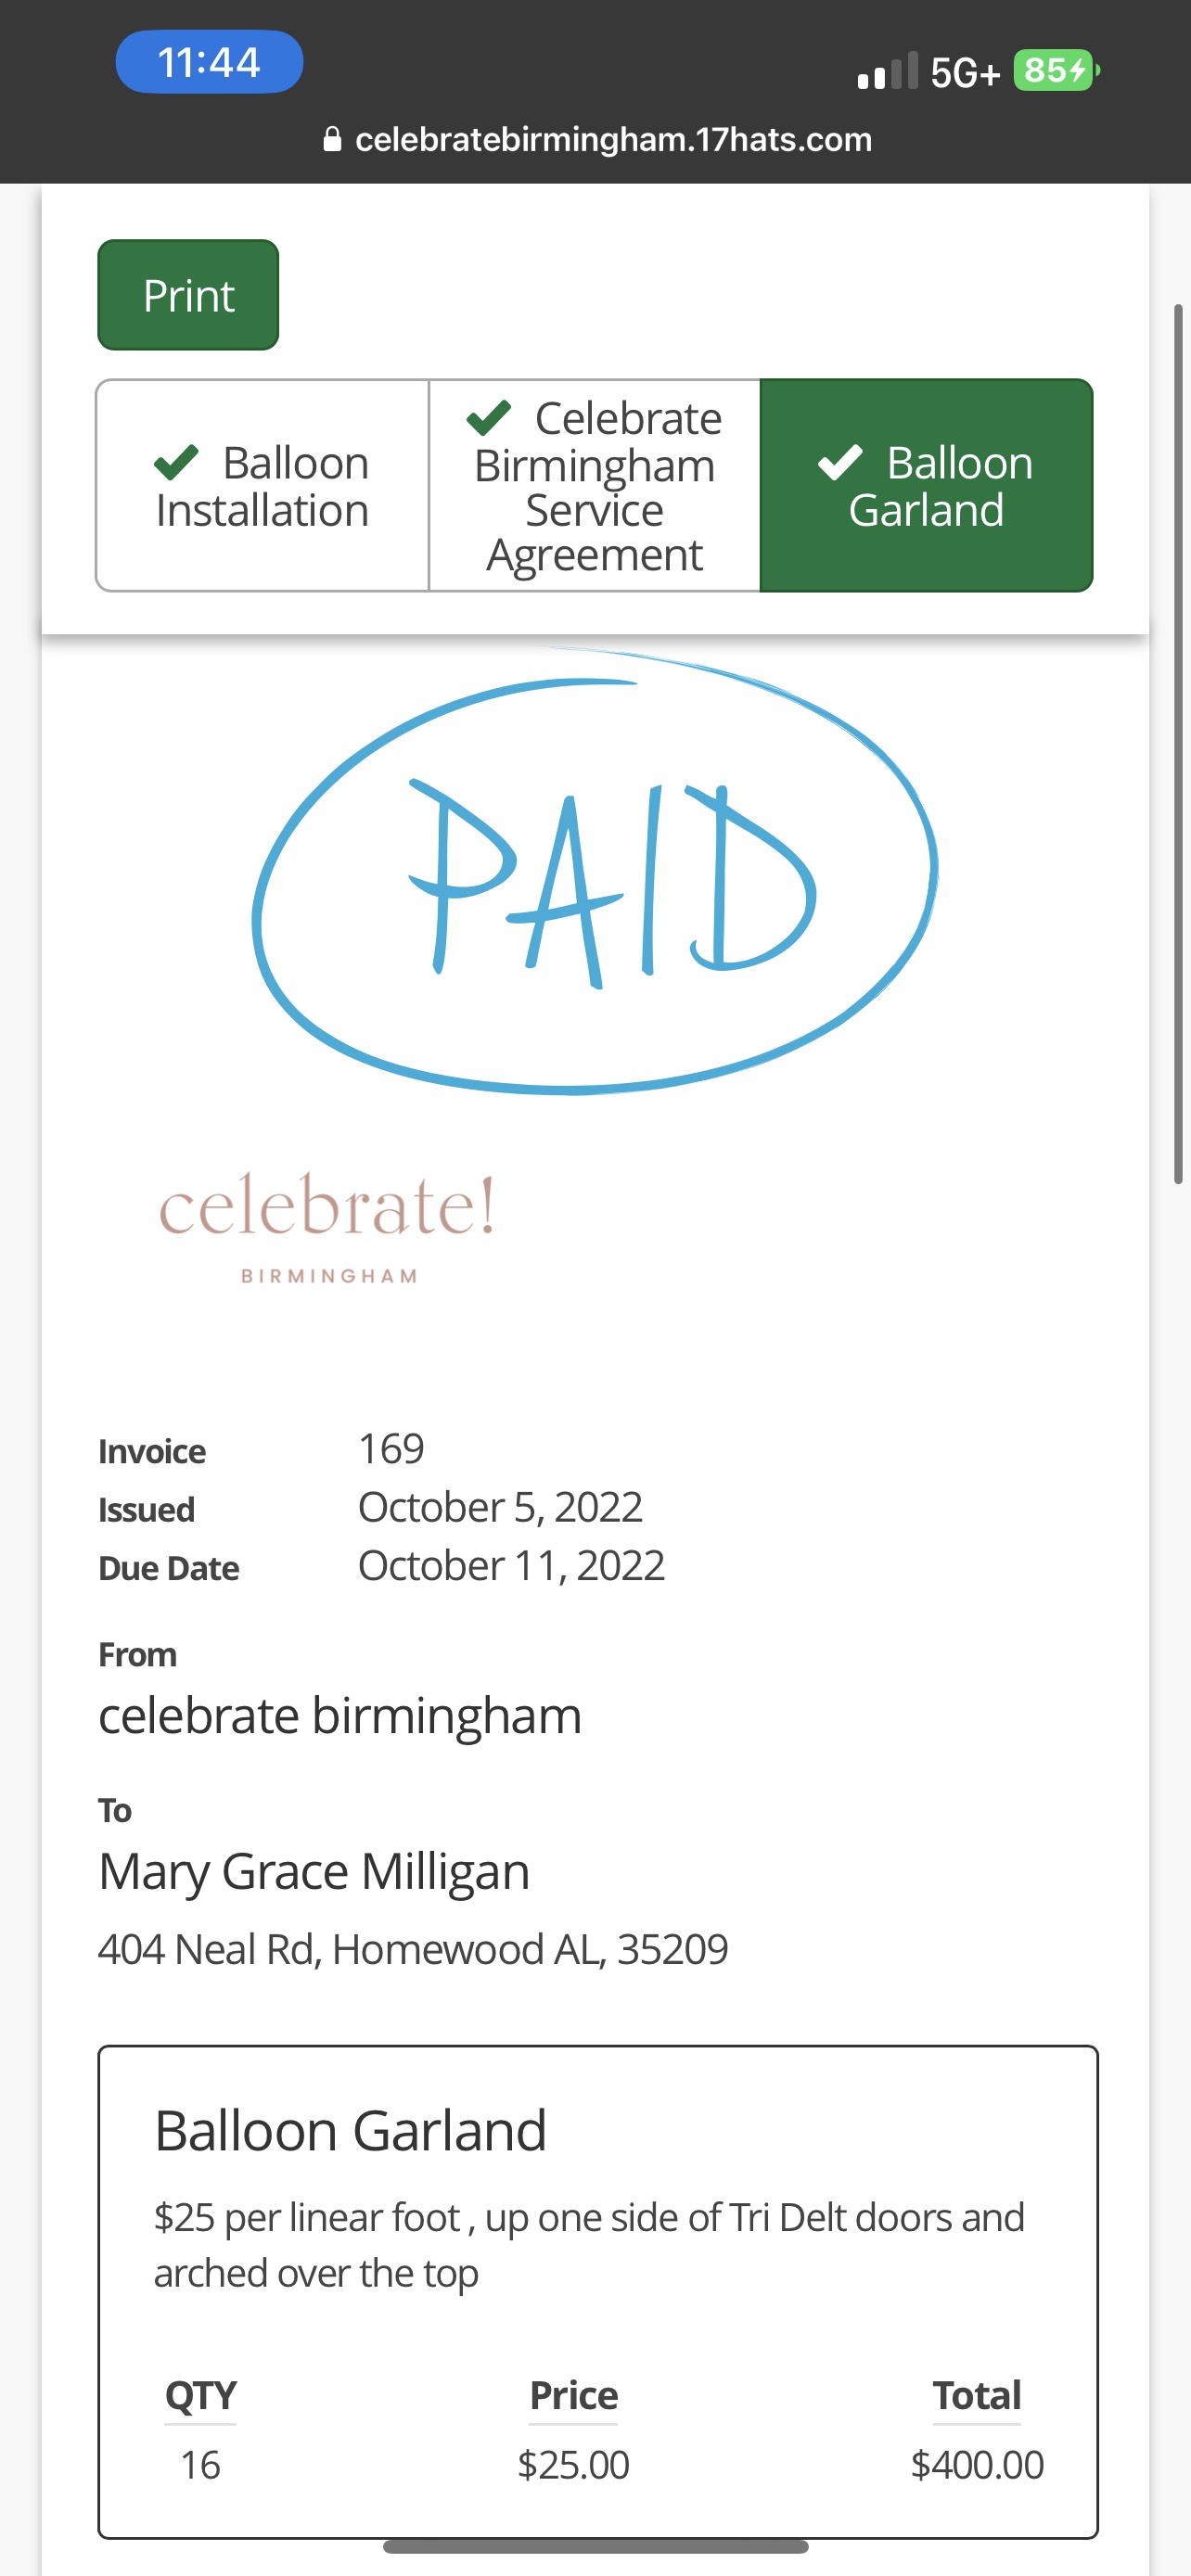 11:44
5G+ 85
celebratebirmingham.17hats.com
Print
Balloon
Installation
Celebrate
Birmingham
Service
Agreement
Balloon
Garland
PAID
celebrate!
BIRMINGHAM
Invoice 169
Issued October 5, 2022
Due Date October 11, 2022
From
celebrate birmingham
To
Mary Grace Milligan
404 Neal Rd, Homewood AL, 35209
Balloon Garland
$25 per linear foot , up one side of Tri Delt doors and
arched over the top
QTY Price Total
16 $25.00 $400.00